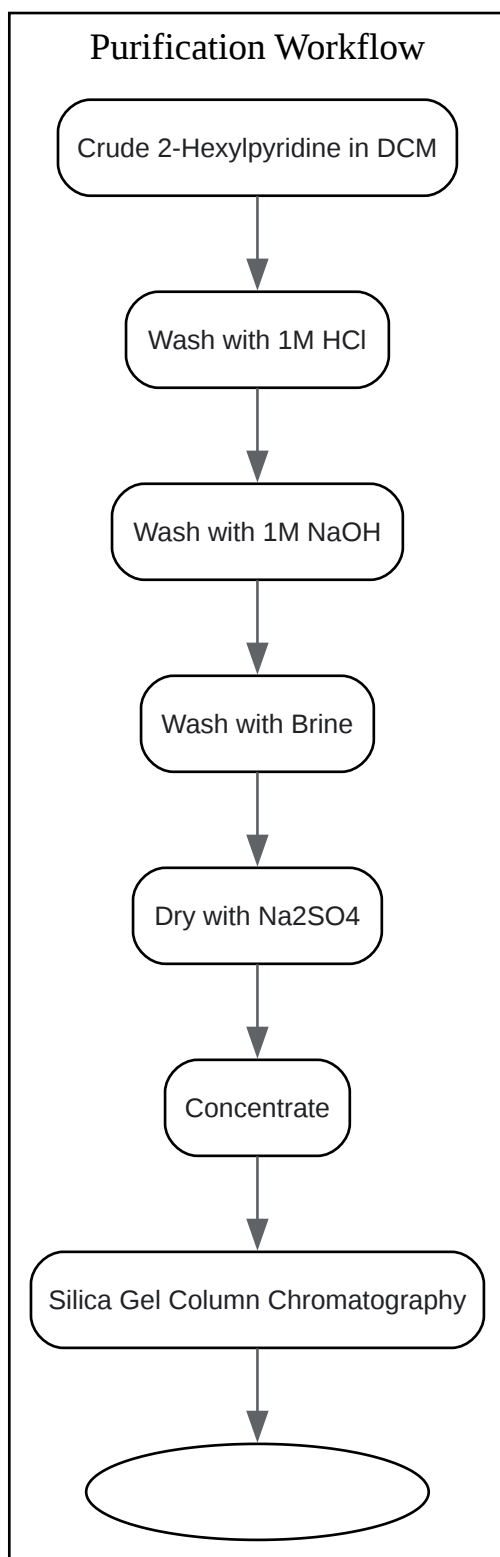 Purification Workflow
Crude 2-Hexylpyridine in DCM
Wash with 1M HCl
Wash with 1M NaOH
Wash with Brine
Dry with Na2SO4
Concentrate
Silica Gel Column Chromatography